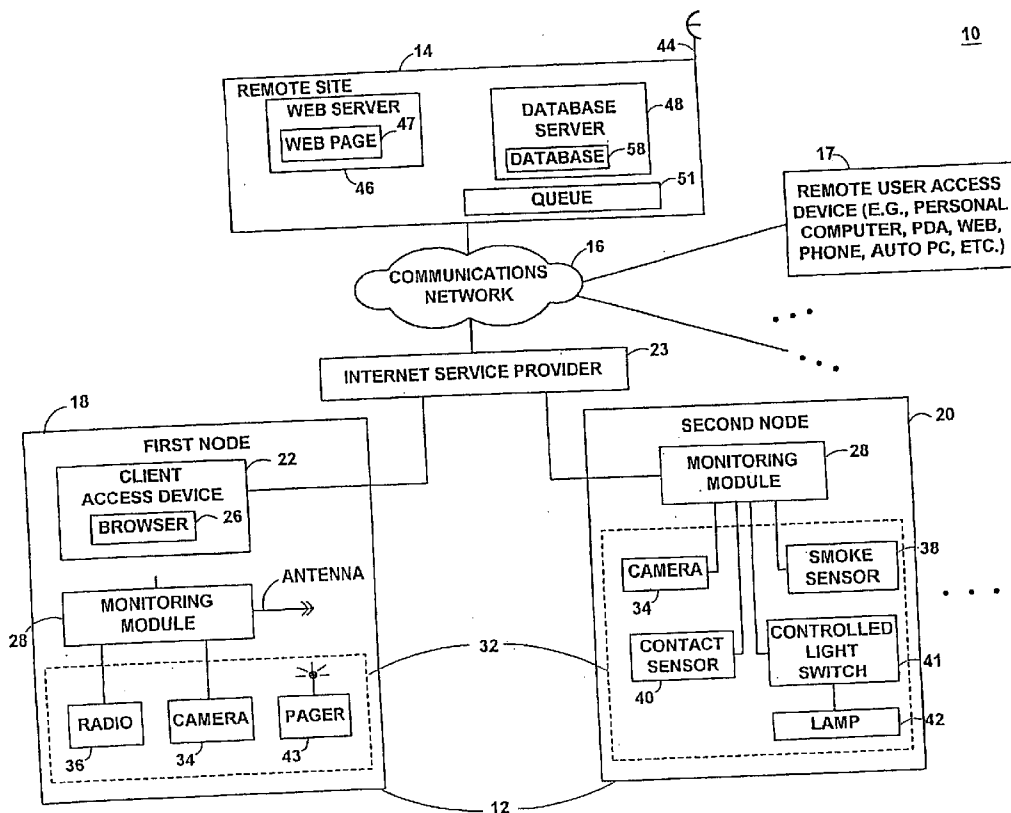 10
44
14
REMOTE SITE
WEB SERVER
47
WEB PAGE
46
DATABASE
SERVER
48
DATABASE
58
51
QUEUE
17
REMOTE USER ACCESS
DEVICE (E.G., PERSONAL
COMPUTER, PDA, WEB,
PHONE, AUTO PC, ETC.)
16
COMMUNICATIONS
NETWORK
23
INTERNET SERVICE PROVIDER
18
FIRST NODE
22
CLIENT
ACCESS DEVICE
BROWSER
26
ANTENNA
MONITORING
MODULE
28
RADIO
36
CAMERA
34
PAGER
43
32
12
20
SECOND NODE
28
MONITORING
MODULE
CAMERA
34
SMOKE
SENSOR
38
CONTACT
SENSOR
40
CONTROLLED
LIGHT
SWITCH
41
LAMP
42